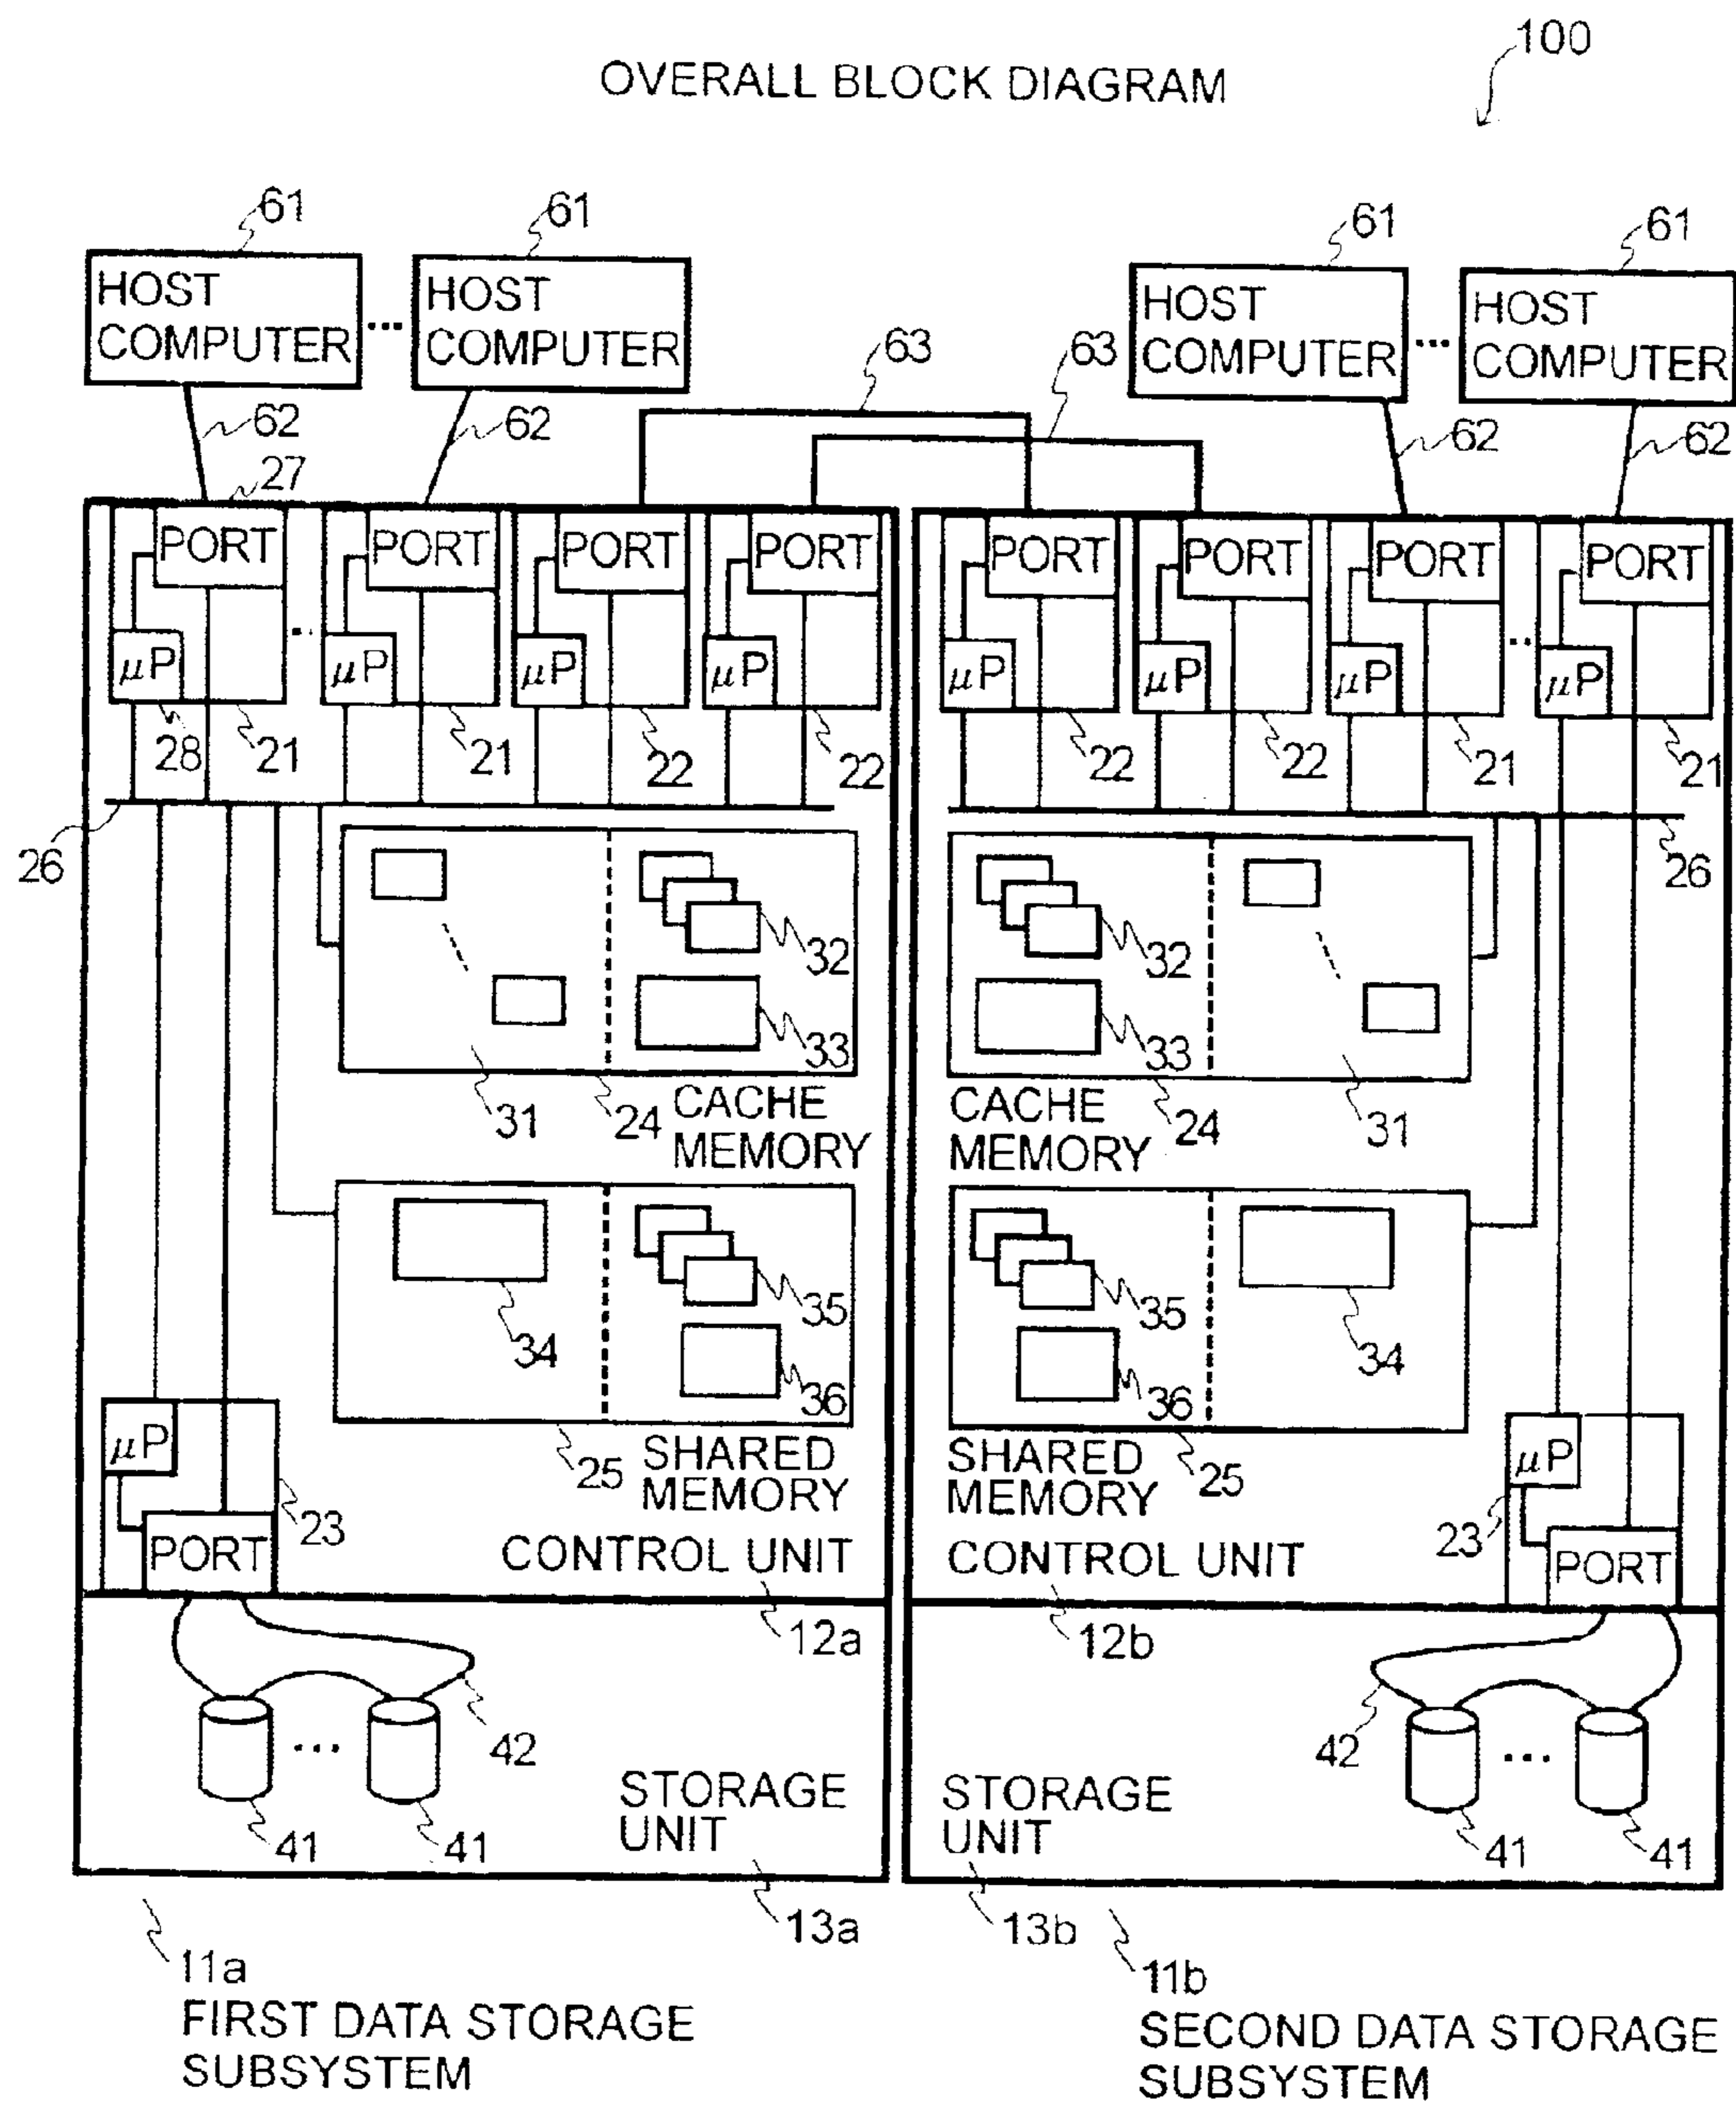 100
OVERALL BLOCK DIAGRAM
61 61 61 61
HOST COMPUTER ... HOST COMPUTER
HOST COMPUTER ... HOST COMPUTER
63 63
62 62 62 62
27
PORT PORT PORT PORT PORT PORT PORT PORT
μP μP μP μP μP μP μP μP
28 21 21 22 22 22 22 21 21
26 26
32 32
33 33
31 24 CACHE MEMORY
CACHE MEMORY 24 31
35 35
34 34
36 36
25 SHARED MEMORY
SHARED MEMORY 25
μP μP
23 23
PORT PORT
CONTROL UNIT CONTROL UNIT
12a 12b
42 42
... ...
STORAGE UNIT STORAGE UNIT
41 41 41 41
13a 13b
11a
FIRST DATA STORAGE
SUBSYSTEM
11b
SECOND DATA STORAGE
SUBSYSTEM